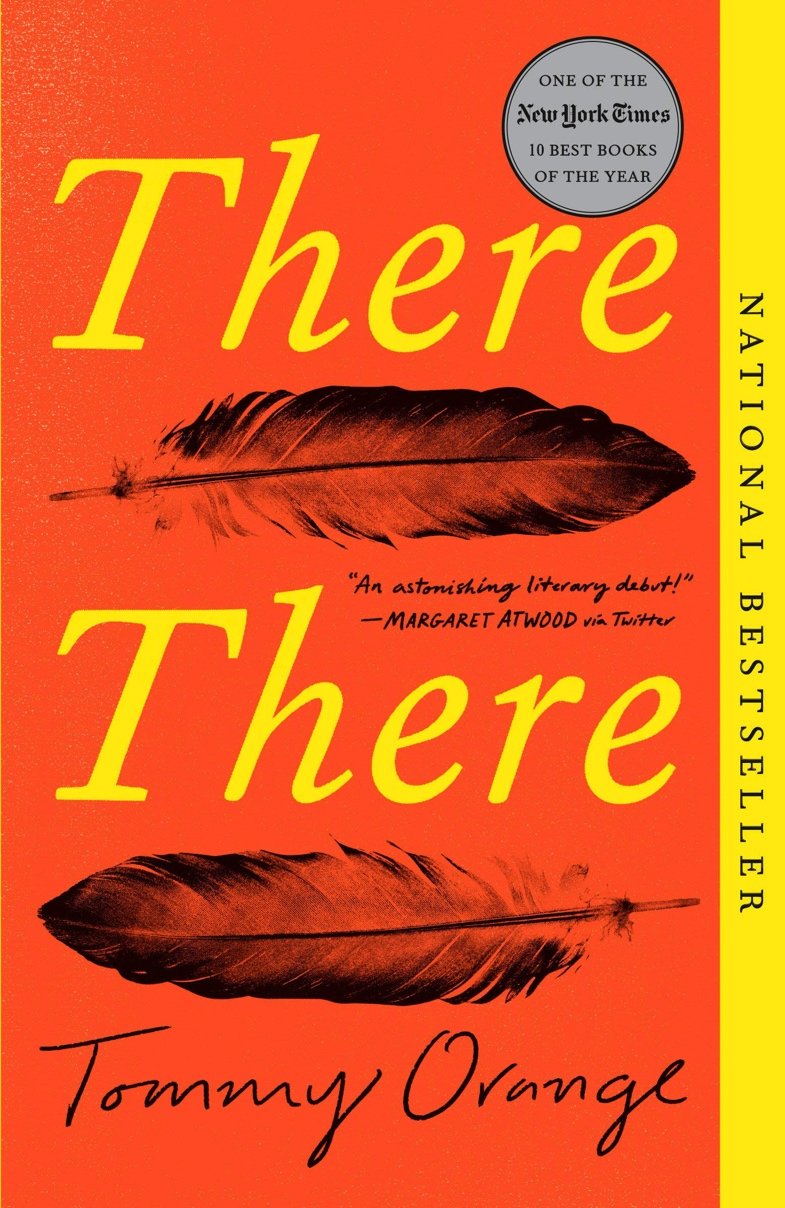 ONE OF THE
New York Times
10 BEST BOOKS
OF THE YEAR
There
“An astonishing literary debut!”
—MARGARET ATWOOD via Twitter
There
Tommy Orange
NATIONAL BESTSELLER